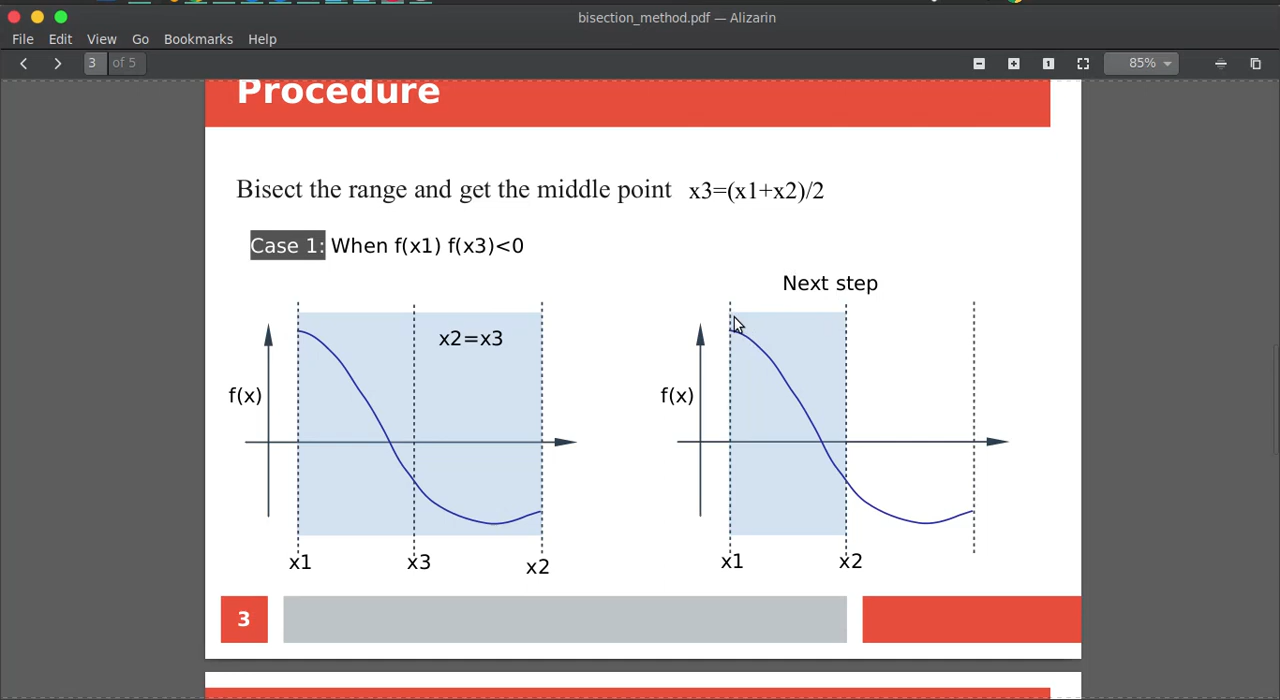 bisection_method.pdf — Alizarin
File Edit View Go Bookmarks Help
3 of 5
85%
Procedure
Bisect the range and get the middle point x3=(x1+x2)/2
Case 1: When f(x1) f(x3)<0
Next step
x2=x3
f(x)
f(x)
x1
x3
x2
x1
x2
3